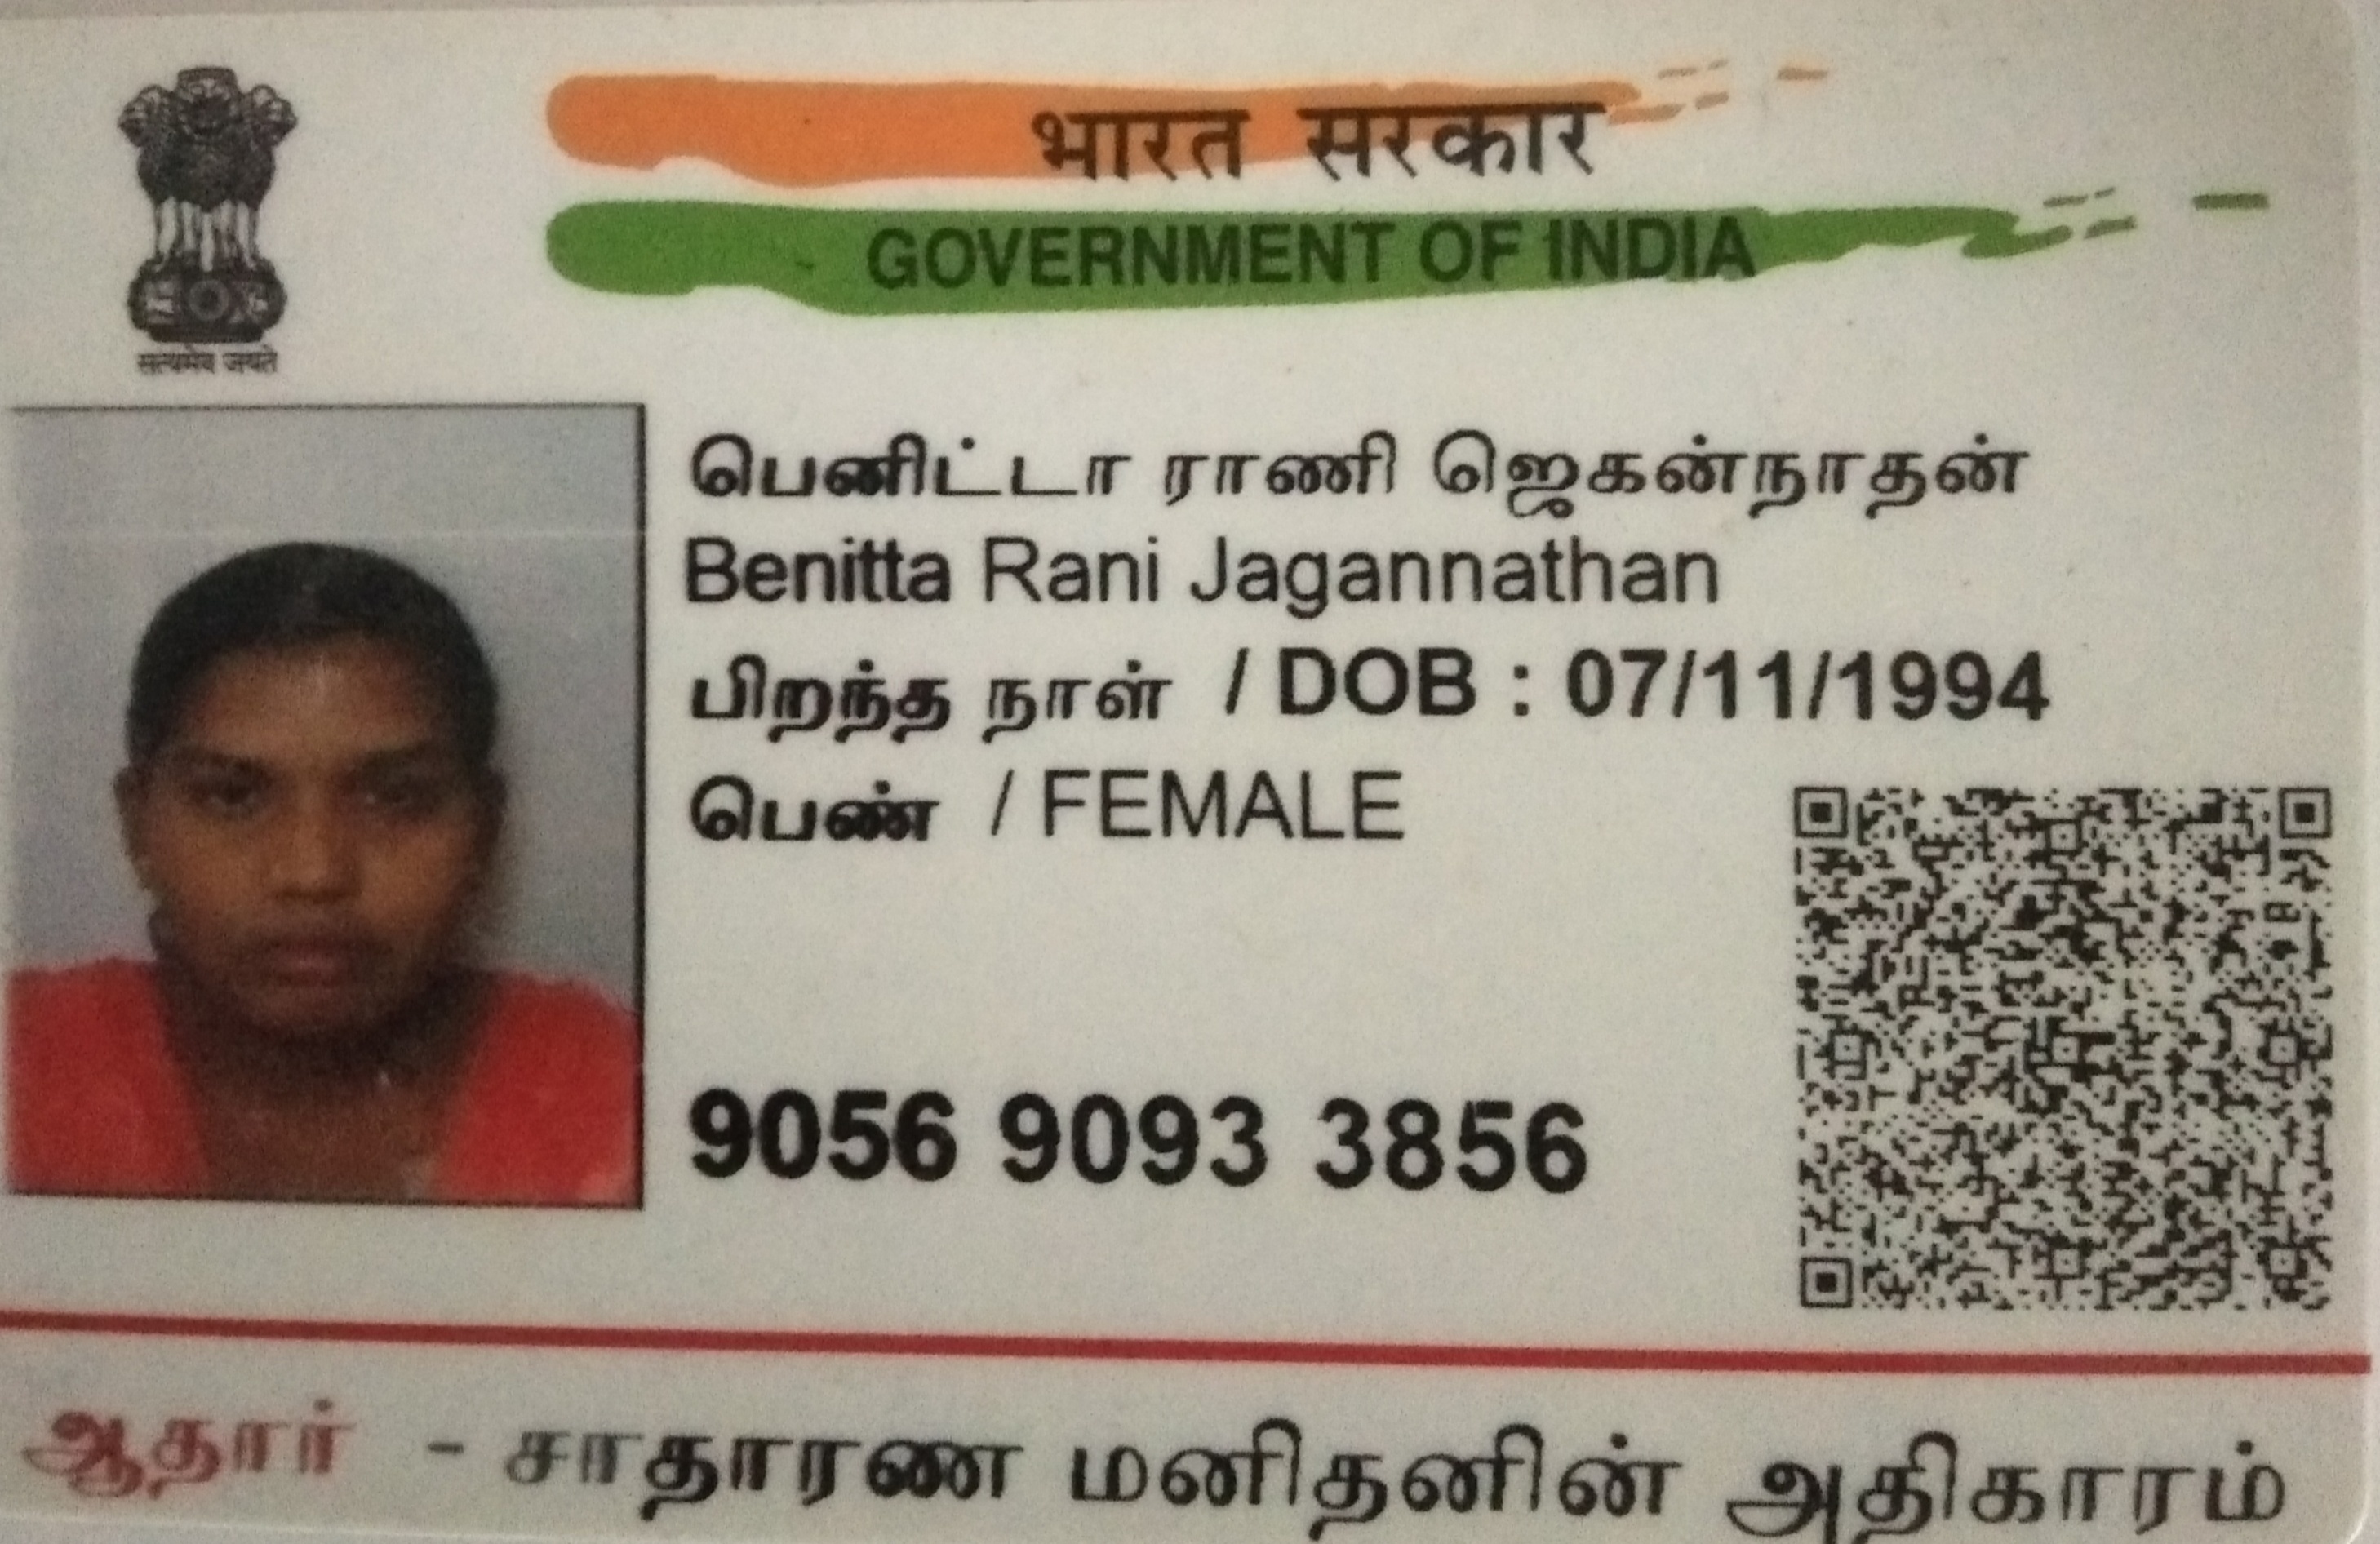 भारत सरकार
GOVERNMENT OF INDIA
सत्यमेव जयते
பெனிட்டா ராணி ஜெகன்நாதன்
Benitta Rani Jagannathan
பிறந்த நாள் / DOB : 07/11/1994
பெண் / FEMALE
9056 9093 3856
ஆதார் - சாதாரண மனிதனின் அதிகாரம்